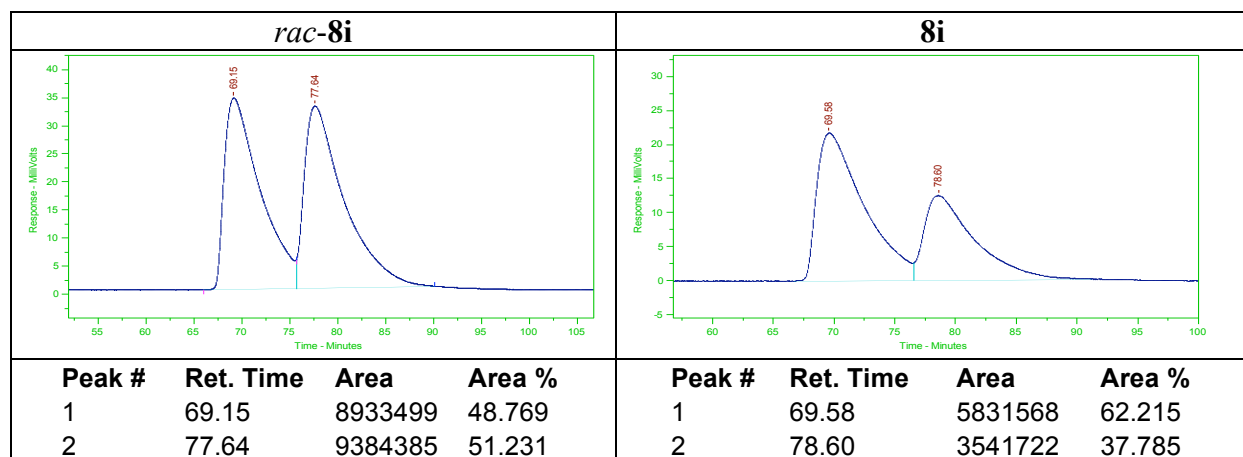 rac-8i
8i
69.15
77.64
Response - MilliVolts
40
35
30
25
20
15
10
5
0
55 60 65 70 75 80 85 90 95 100 105
Time - Minutes
69.58
78.60
Response - MilliVolts
30
25
20
15
10
5
0
-5
60 65 70 75 80 85 90 95 100
Time - Minutes
Peak # Ret. Time Area Area %
1 69.15 8933499 48.769
2 77.64 9384385 51.231
Peak # Ret. Time Area Area %
1 69.58 5831568 62.215
2 78.60 3541722 37.785